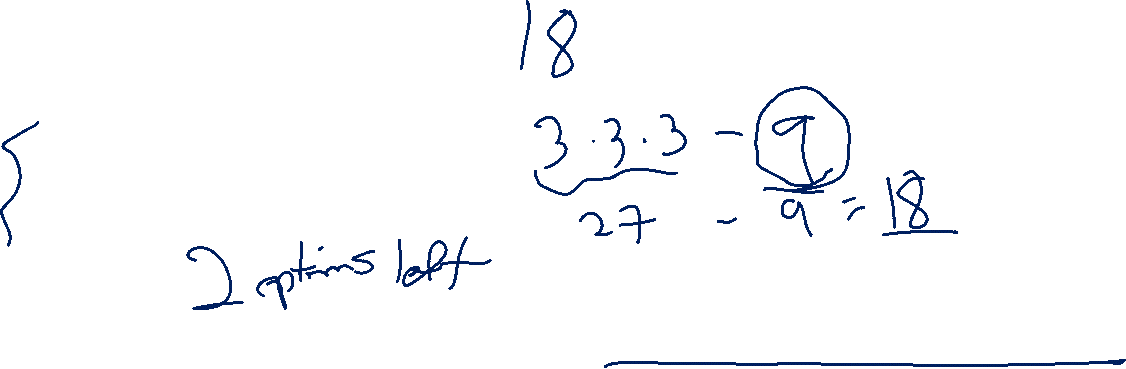 18
3 · 3 · 3 - 9
27 - 9 = 18
2 options left